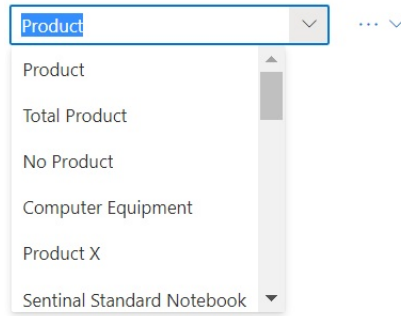 Product
Product
Total Product
No Product
Computer Equipment
Product X
Sentinal Standard Notebook